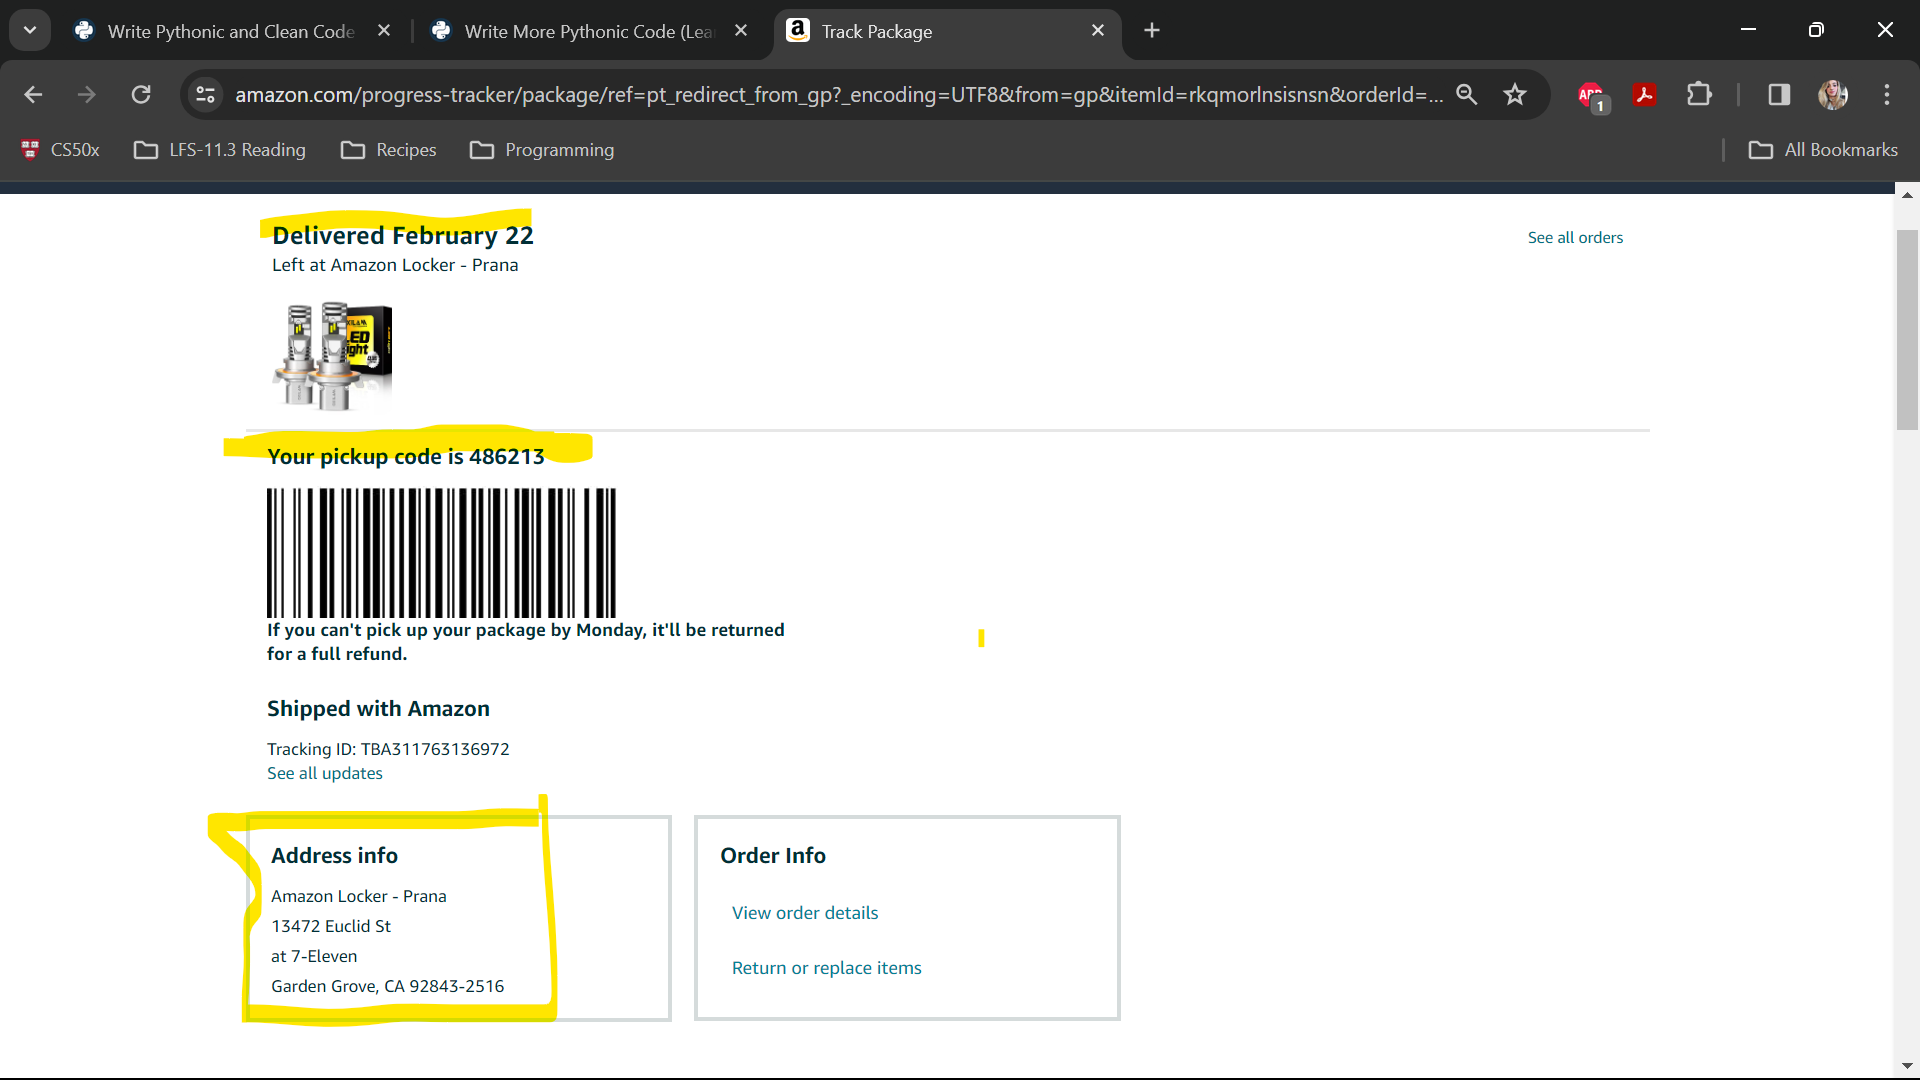 Write Pythonic and Clean Code
Write More Pythonic Code (Lea
Track Package
amazon.com/progress-tracker/package/ref=pt_redirect_from_gp?_encoding=UTF8&from=gp&itemId=rkqmorlnsisnsn&orderId=...
ABP
1
CS50x
LFS-11.3 Reading
Recipes
Programming
All Bookmarks
Delivered February 22
See all orders
Left at Amazon Locker - Prana
Your pickup code is 486213
If you can't pick up your package by Monday, it'll be returned
for a full refund.
Shipped with Amazon
Tracking ID: TBA311763136972
See all updates
Address info
Amazon Locker - Prana
13472 Euclid St
at 7-Eleven
Garden Grove, CA 92843-2516
Order Info
View order details
Return or replace items